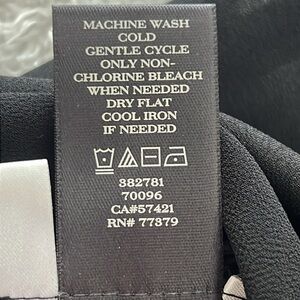 MACHINE WASH
COLD
GENTLE CYCLE
ONLY NON-
CHLORINE BLEACH
WHEN NEEDED
DRY FLAT
COOL IRON
IF NEEDED
382781
70096
CA#57421
RN# 77379